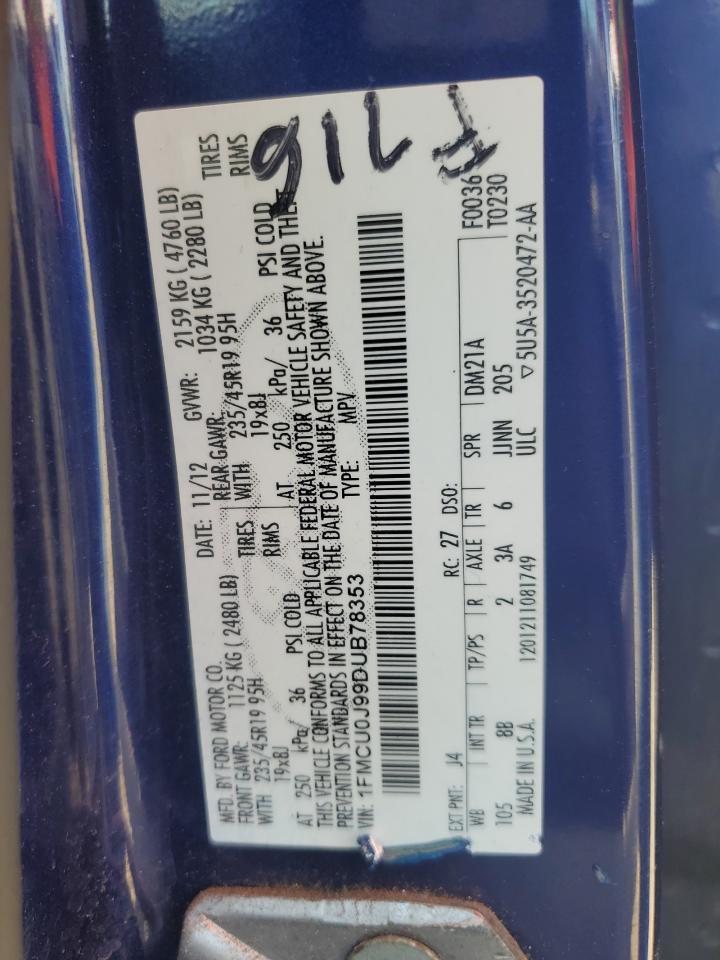 MFD. BY FORD MOTOR CO.
DATE: 11/12 GVWR: 2159 KG ( 4760 LB)
FRONT GAWR: 1125 KG ( 2480 LB)
REAR GAWR: 1034 KG ( 2280 LB)
WITH 235/45R19 95H TIRES
WITH 235/45R19 95H TIRES
19x8J RIMS
19x8J RIMS
AT 250 kPa/ 36 PSI COLD
AT 250 kPa/ 36 PSI COLD
THIS VEHICLE CONFORMS TO ALL APPLICABLE FEDERAL MOTOR VEHICLE SAFETY AND THEFT
PREVENTION STANDARDS IN EFFECT ON THE DATE OF MANUFACTURE SHOWN ABOVE.
VIN: 1FMCU0J99DUB78353
TYPE: MPV
EXT PNT: J4 RC: 27 DSO: F0036
WB INT TR TP/PS R AXLE TR SPR DM21A T0230
105 8B 2 3A 6 JJNN 205
MADE IN U.S.A. 1201211081749 ULC ▽5U5A-3520472-AA